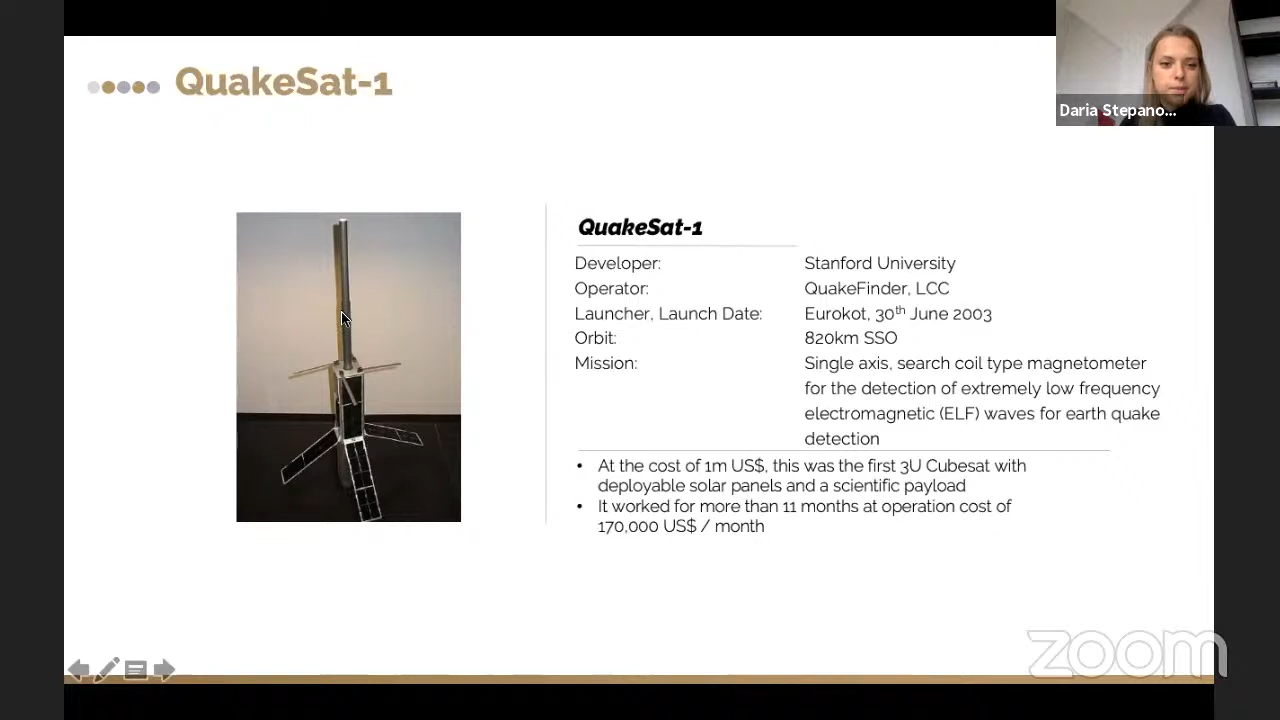 QuakeSat-1
Daria Stepano...
QuakeSat-1
Developer: Stanford University
Operator: QuakeFinder, LCC
Launcher, Launch Date: Eurokot, 30th June 2003
Orbit: 820km SSO
Mission: Single axis, search coil type magnetometer
for the detection of extremely low frequency
electromagnetic (ELF) waves for earth quake
detection
• At the cost of 1m US$, this was the first 3U Cubesat with
deployable solar panels and a scientific payload
• It worked for more than 11 months at operation cost of
170,000 US$ / month
zoom